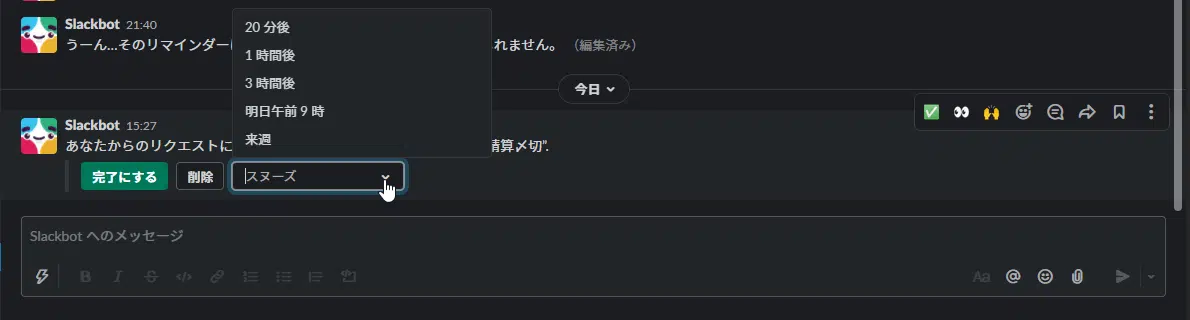 Slackbot 21:40
うーん…そのリマインダーは
れません。 （編集済み）
20 分後
1 時間後
3 時間後
明日午前 9 時
来週
今日
Slackbot 15:27
あなたからのリクエストに
精算〆切".
完了にする 削除 スヌーズ
Slackbot へのメッセージ
B I S </> Aa @